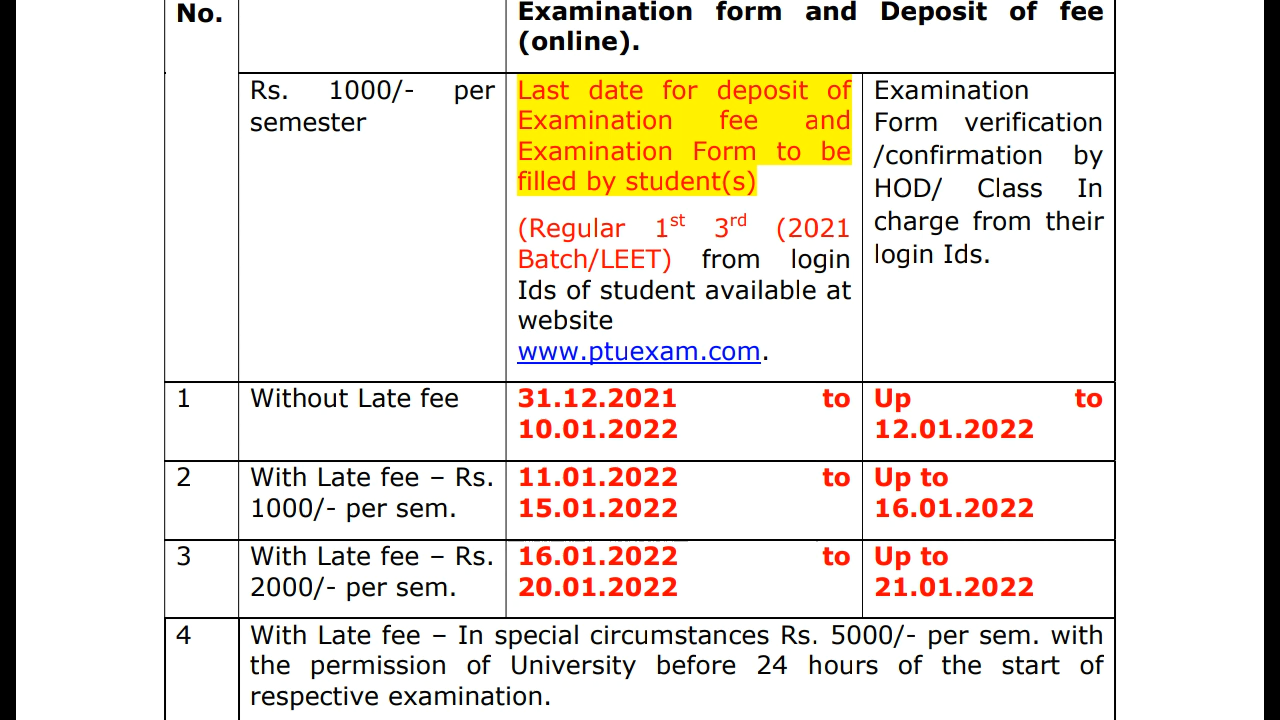 No.
Examination form and Deposit of fee
(online).
Rs. 1000/- per
semester
Last date for deposit of
Examination fee and
Examination Form to be
filled by student(s)
(Regular 1st 3rd (2021
Batch/LEET) from login
Ids of student available at
website
www.ptuexam.com.
Examination
Form verification
/confirmation by
HOD/ Class In
charge from their
login Ids.
1
Without Late fee
31.12.2021 to
10.01.2022
Up to
12.01.2022
2
With Late fee – Rs.
1000/- per sem.
11.01.2022 to
15.01.2022
Up to
16.01.2022
3
With Late fee – Rs.
2000/- per sem.
16.01.2022 to
20.01.2022
Up to
21.01.2022
4
With Late fee – In special circumstances Rs. 5000/- per sem. with
the permission of University before 24 hours of the start of
respective examination.